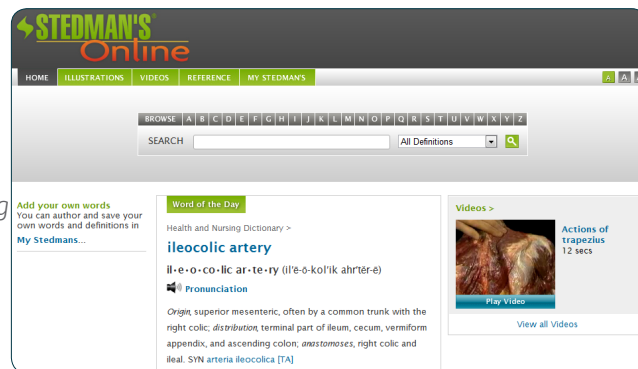 STEDMAN'S
Online
HOME ILLUSTRATIONS VIDEOS REFERENCE MY STEDMAN'S A A
BROWSE A B C D E F G H I J K L M N O P Q R S T U V W X Y Z
SEARCH All Definitions
g
Add your own words
You can author and save your
own words and definitions in
My Stedmans...
Word of the Day
Health and Nursing Dictionary >
ileocolic artery
il•e•o•co•lic ar•te•ry (il'ē-ō-kol'ik ahr'tĕr-ē)
Pronunciation
Origin, superior mesenteric, often by a common trunk with the
right colic; distribution, terminal part of ileum, cecum, vermiform
appendix, and ascending colon; anastomoses, right colic and
ileal. SYN arteria ileocolica [TA]
Videos >
Actions of
trapezius
12 secs
Play Video
View all Videos